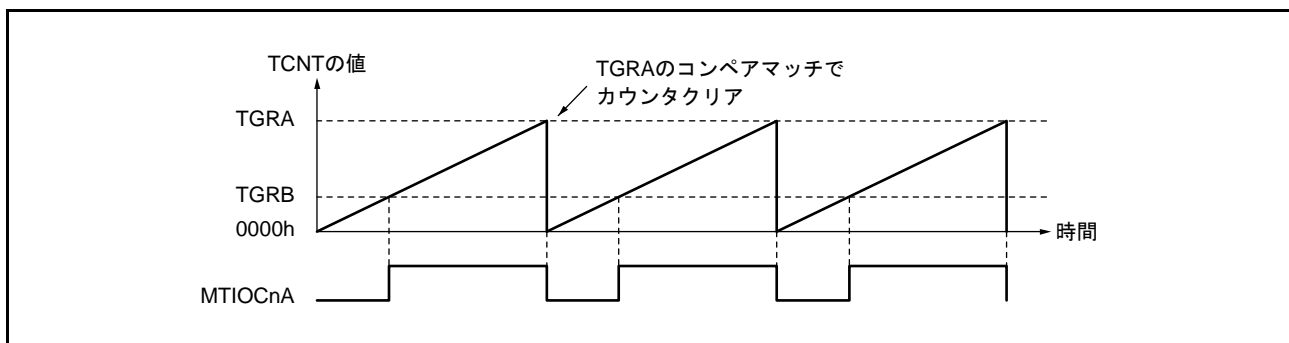 TCNTの値
TGRAのコンペアマッチで
カウンタクリア
TGRA
TGRB
0000h
時間
MTIOCnA